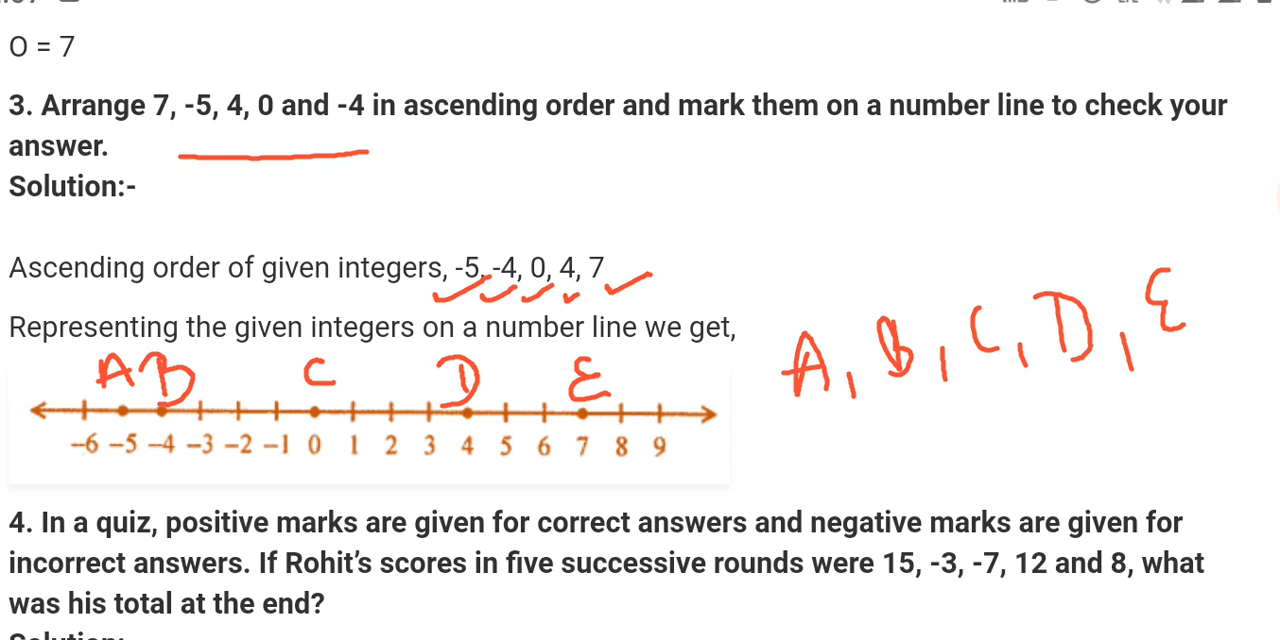 O = 7
3. Arrange 7, -5, 4, 0 and -4 in ascending order and mark them on a number line to check your
answer.
Solution:-
Ascending order of given integers, -5, -4, 0, 4, 7
Representing the given integers on a number line we get,
A, B, C, D, E
A B C D E
-6 -5 -4 -3 -2 -1 0 1 2 3 4 5 6 7 8 9
4. In a quiz, positive marks are given for correct answers and negative marks are given for
incorrect answers. If Rohit’s scores in five successive rounds were 15, -3, -7, 12 and 8, what
was his total at the end?
Solution: